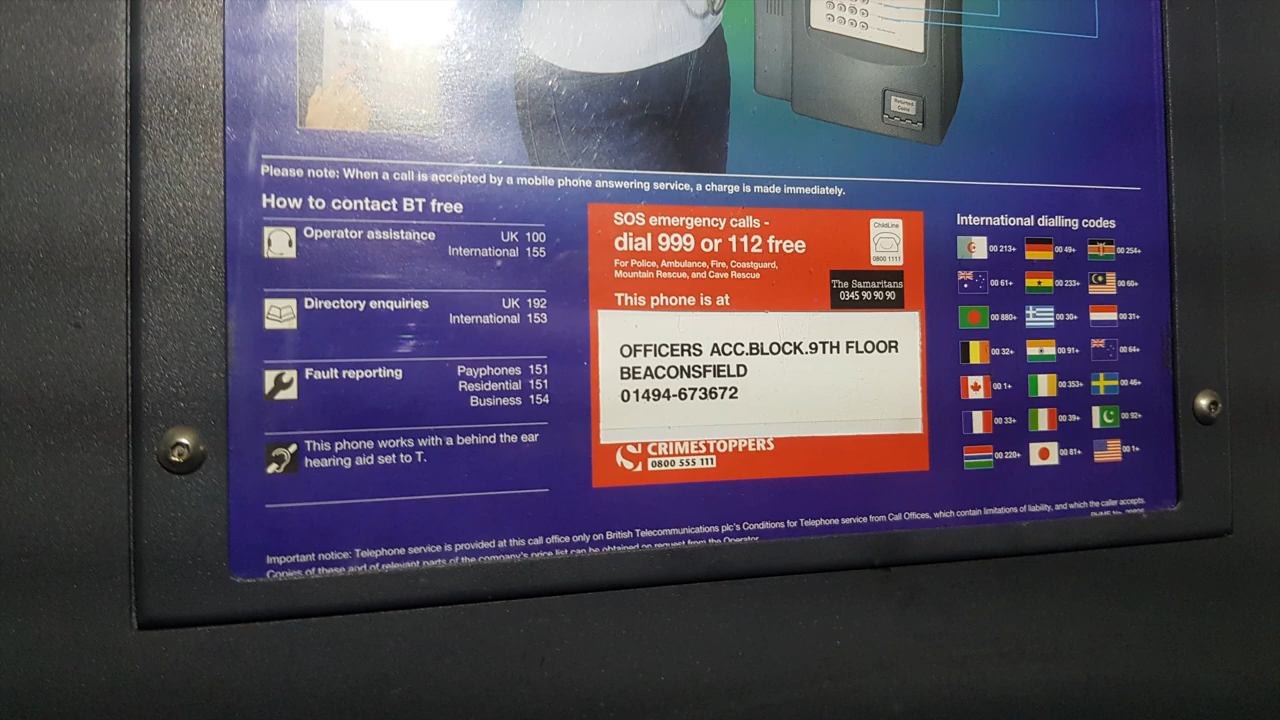 Returned
Coins
Please note: When a call is accepted by a mobile phone answering service, a charge is made immediately.
How to contact BT free
Operator assistance
UK 100
International 155
Directory enquiries
UK 192
International 153
Fault reporting
Payphones 151
Residential 151
Business 154
This phone works with a behind the ear
hearing aid set to T.
SOS emergency calls -
dial 999 or 112 free
For Police, Ambulance, Fire, Coastguard,
Mountain Rescue, and Cave Rescue
ChildLine
0800 1111
The Samaritans
0345 90 90 90
This phone is at
OFFICERS ACC.BLOCK.9TH FLOOR
BEACONSFIELD
01494-673672
CRIMESTOPPERS
0800 555 111
International dialling codes
00 213+ 00 49+ 00 254+
00 61+ 00 233+ 00 60+
00 880+ 00 30+ 00 31+
00 32+ 00 91+ 00 64+
00 1+ 00 353+ 00 46+
00 33+ 00 39+ 00 92+
00 220+ 00 81+ 00 1+
Important notice: Telephone service is provided at this call office only on British Telecommunications plc's Conditions for Telephone service from Call Offices, which contain limitations of liability, and which the caller accepts.
Copies of these and of relevant parts of the company's price list can be obtained on request from the Operator.